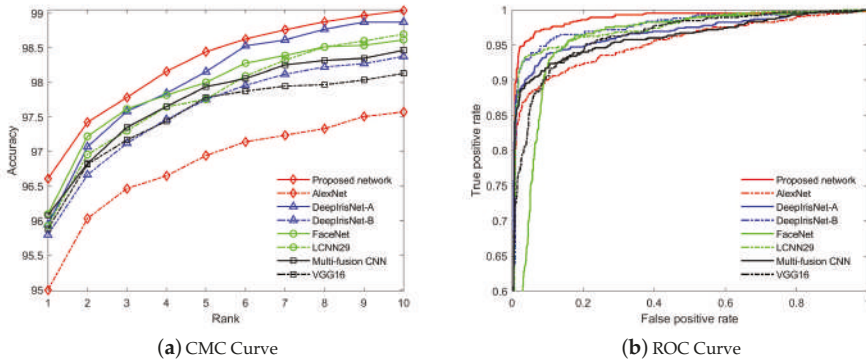 99
98.5
98
97.5
97
96.5
96
95.5
95
1 2 3 4 5 6 7 8 9 10
Accuracy
Rank
Proposed network
AlexNet
DeepIrisNet-A
DeepIrisNet-B
FaceNet
LCNN29
Multi-fusion CNN
VGG16
(a) CMC Curve
1
0.95
0.9
0.85
0.8
0.75
0.7
0.65
0.6
0 0.2 0.4 0.6 0.8
True positive rate
False positive rate
Proposed network
AlexNet
DeepIrisNet-A
DeepIrisNet-B
FaceNet
LCNN29
Multi-fusion CNN
VGG16
(b) ROC Curve